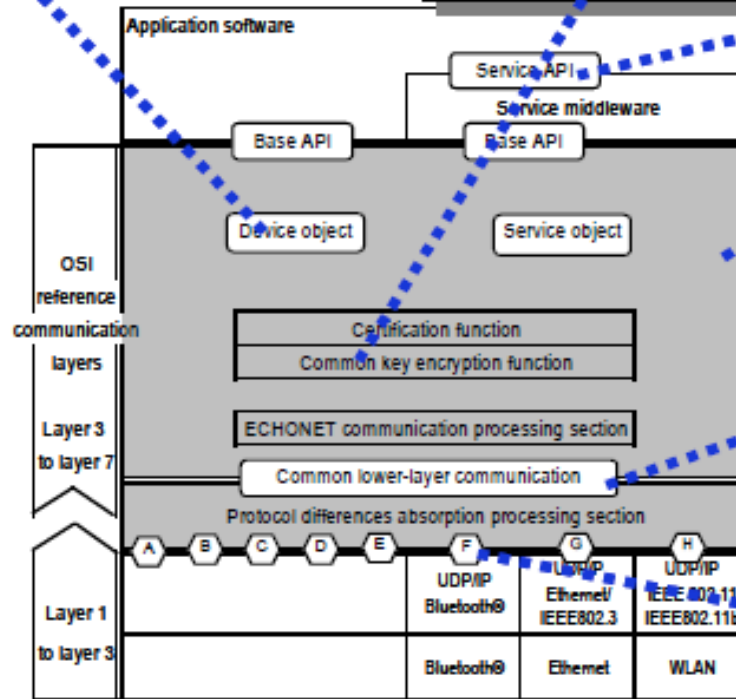 Application software
Service API
Service middleware
Base API
Base API
Device object
Service object
OSI
reference
communication
layers
Certification function
Common key encryption function
Layer 3
to layer 7
ECHONET communication processing section
Common lower-layer communication
Protocol differences absorption processing section
A
B
C
D
E
F
G
H
Layer 1
to layer 3
UDP/IP
Bluetooth®
UDP/IP
Ethernet/
IEEE802.3
UDP/IP
IEEE802.11
IEEE802.11b
Bluetooth®
Ethernet
WLAN